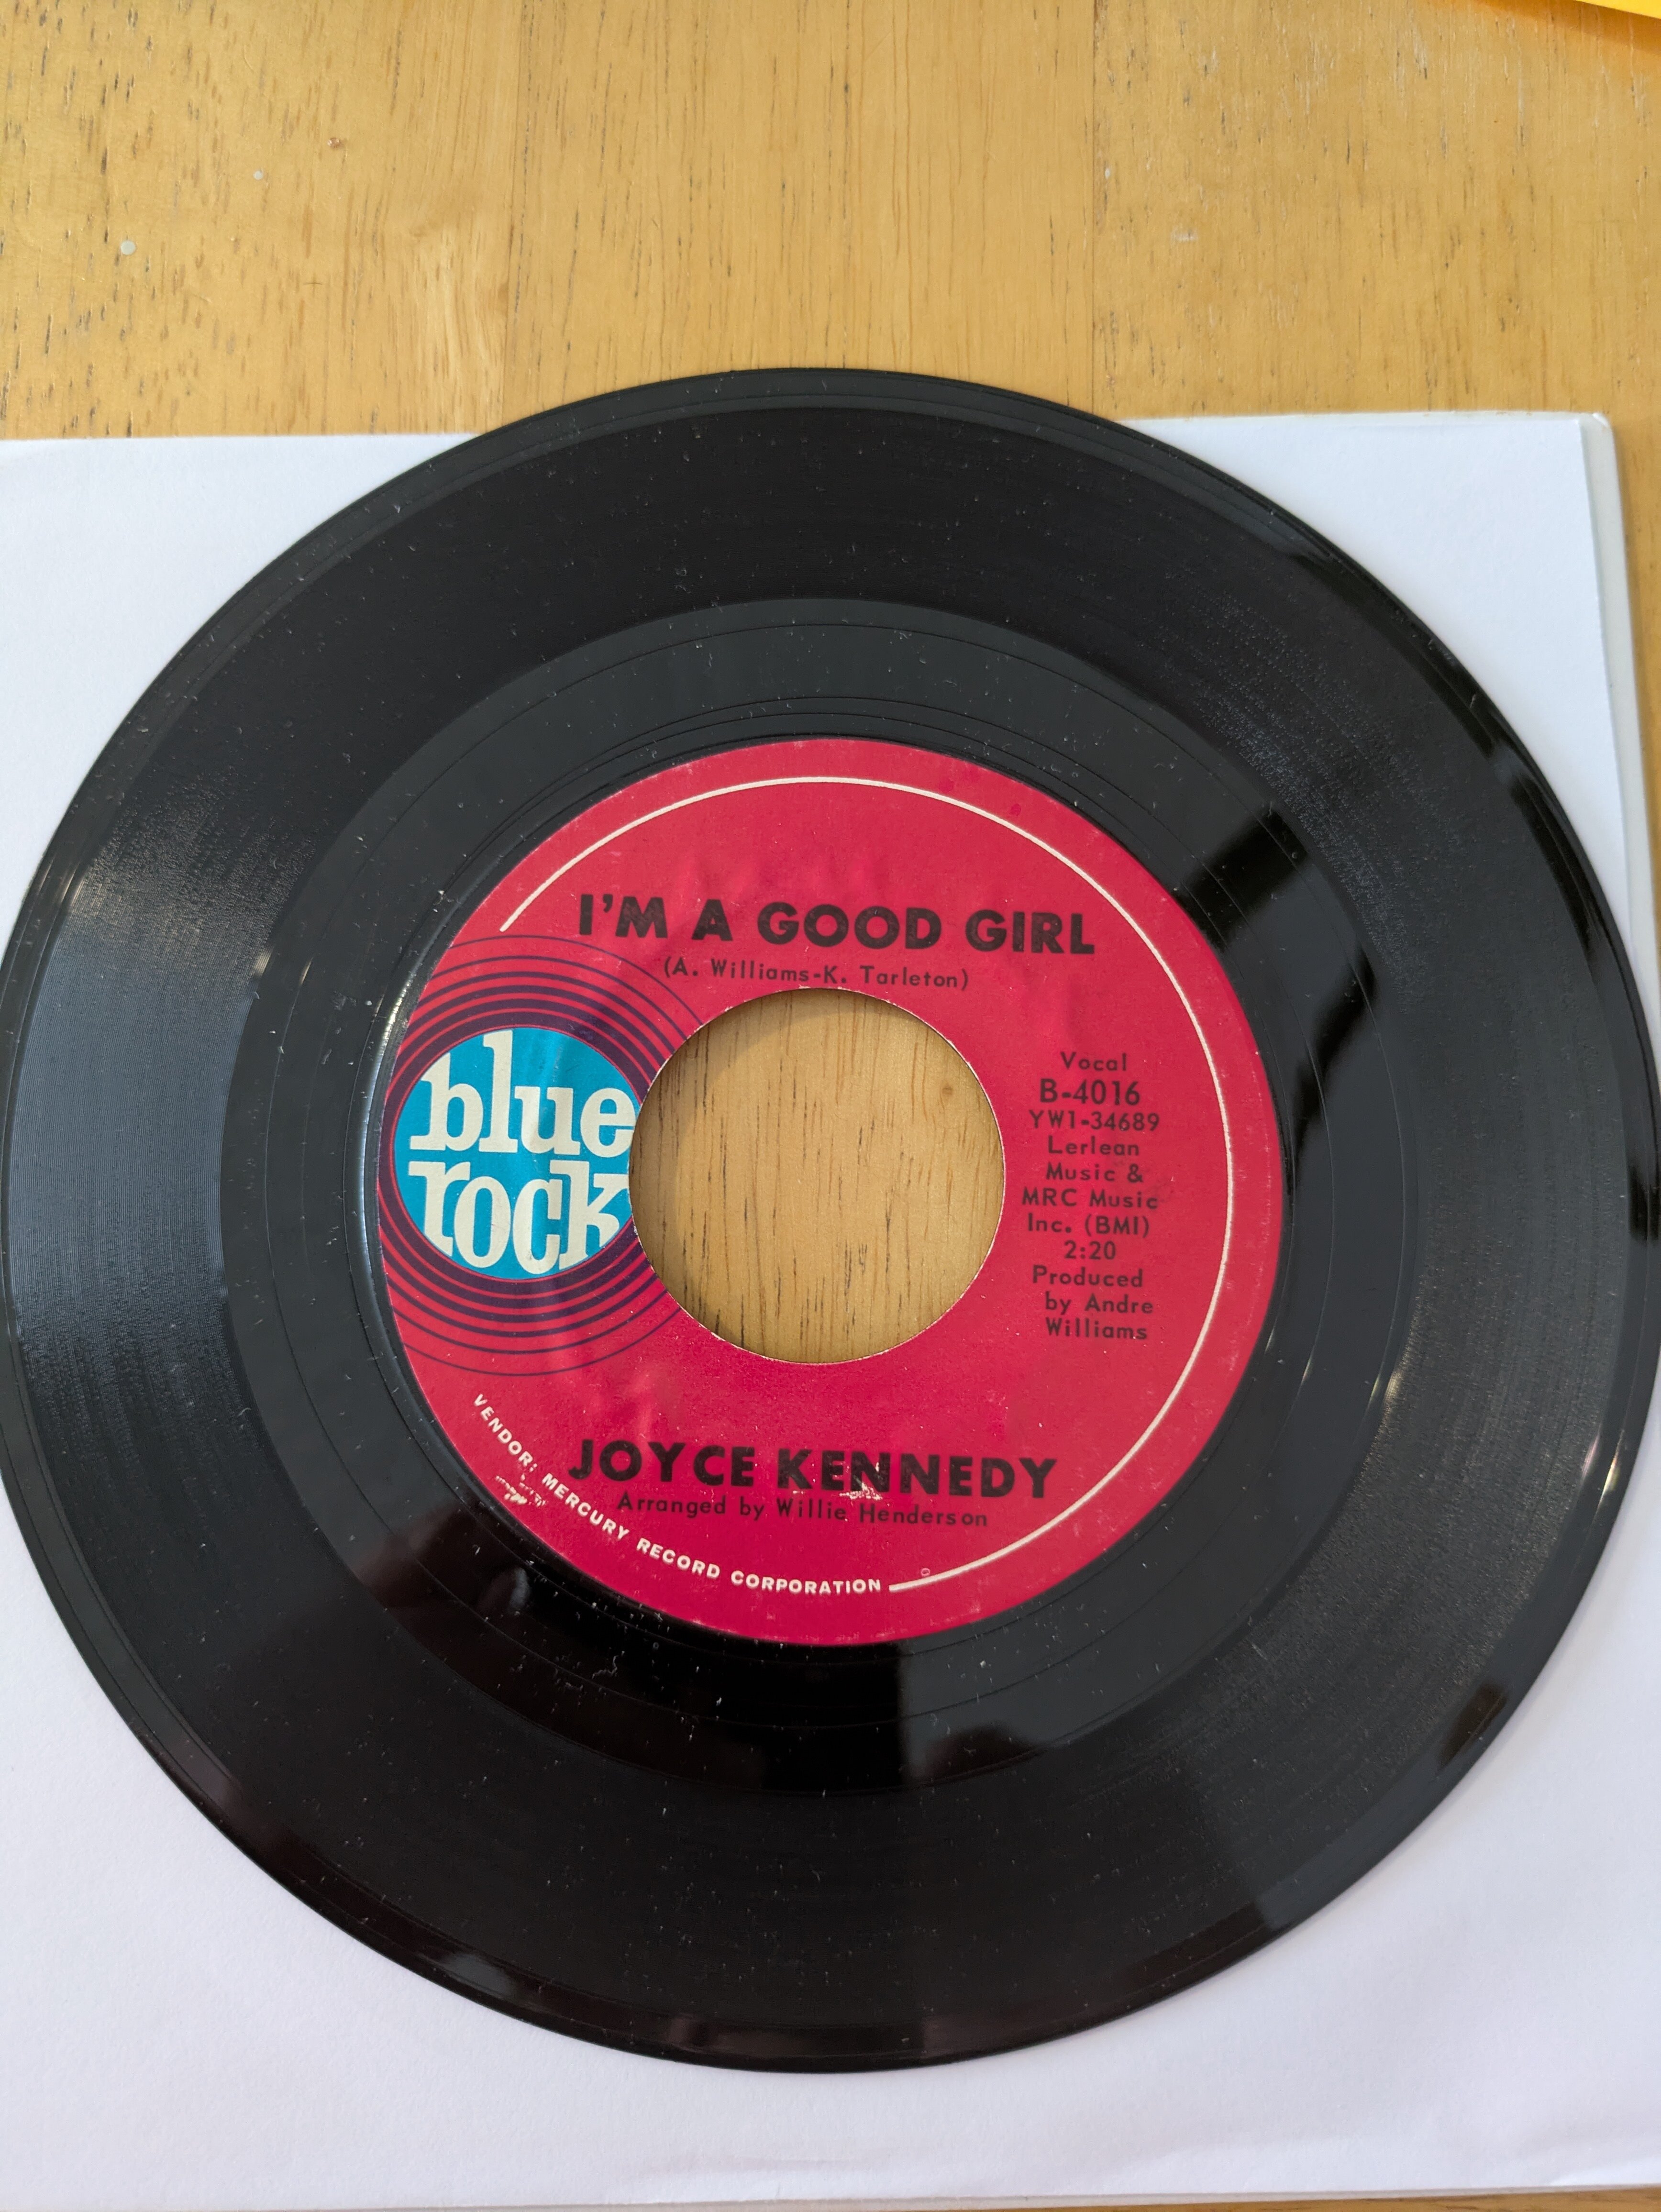 I'M A GOOD GIRL
(A. Williams-K. Tarleton)
blue
rock
Vocal
B-4016
YW1-34689
Lerlean
Music &
MRC Music
Inc. (BMI)
2:20
Produced
by Andre
Williams
JOYCE KENNEDY
Arranged by Willie Henderson
VENDOR: MERCURY RECORD CORPORATION